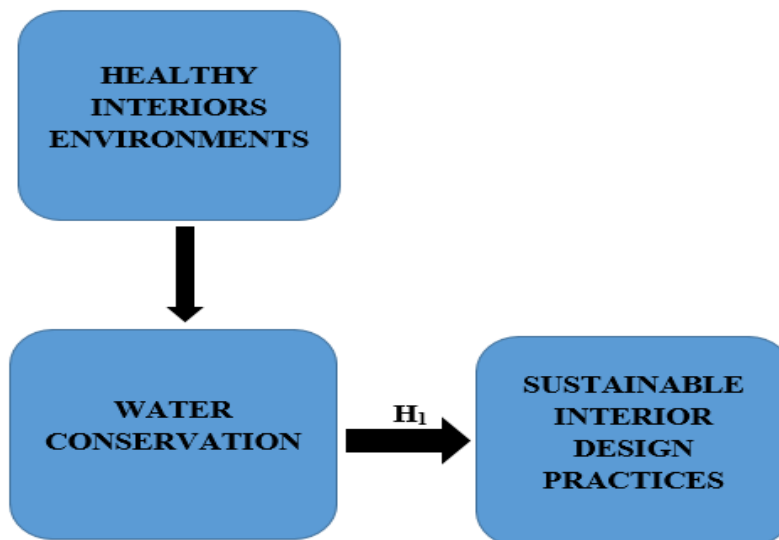 HEALTHY
INTERIORS
ENVIRONMENTS
WATER
CONSERVATION
H₁
SUSTAINABLE
INTERIOR
DESIGN
PRACTICES